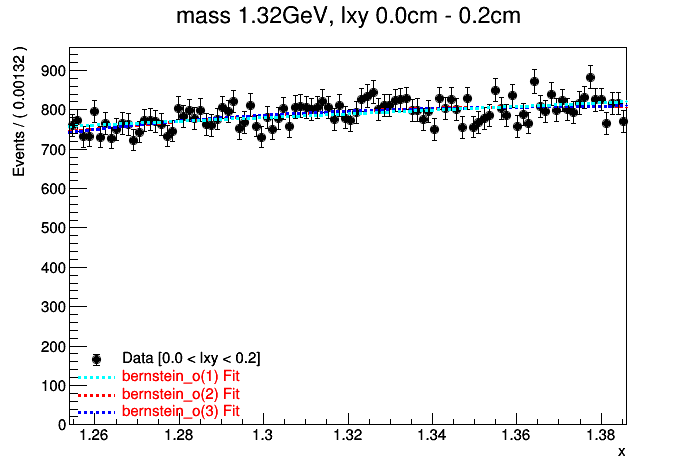 mass 1.32GeV, lxy 0.0cm - 0.2cm
Events / ( 0.00132 )
900
800
700
600
500
400
300
200
100
0
Data [0.0 < lxy < 0.2]
bernstein_o(1) Fit
bernstein_o(2) Fit
bernstein_o(3) Fit
1.26 1.28 1.3 1.32 1.34 1.36 1.38
x